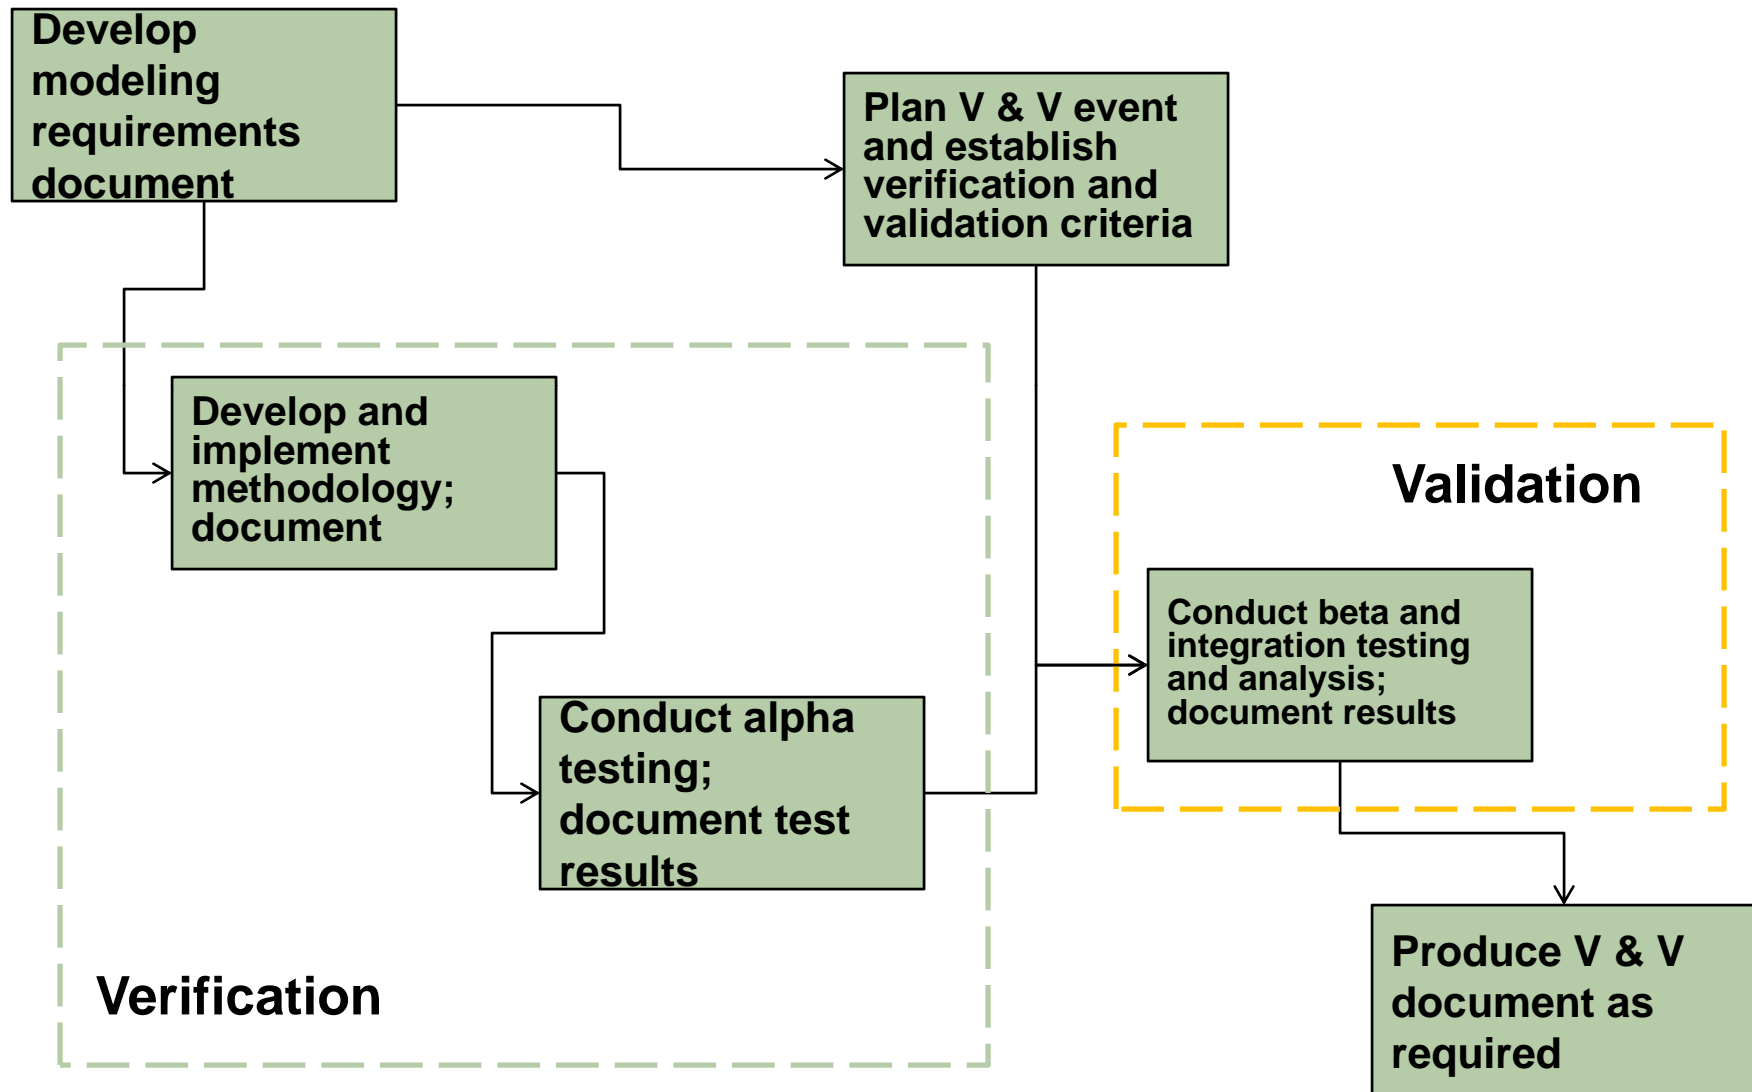 Develop
modeling
requirements
document
Plan V & V event
and establish
verification and
validation criteria
Develop and
implement
methodology;
document
Validation
Conduct beta and
integration testing
and analysis;
document results
Conduct alpha
testing;
document test
results
Verification
Produce V & V
document as
required